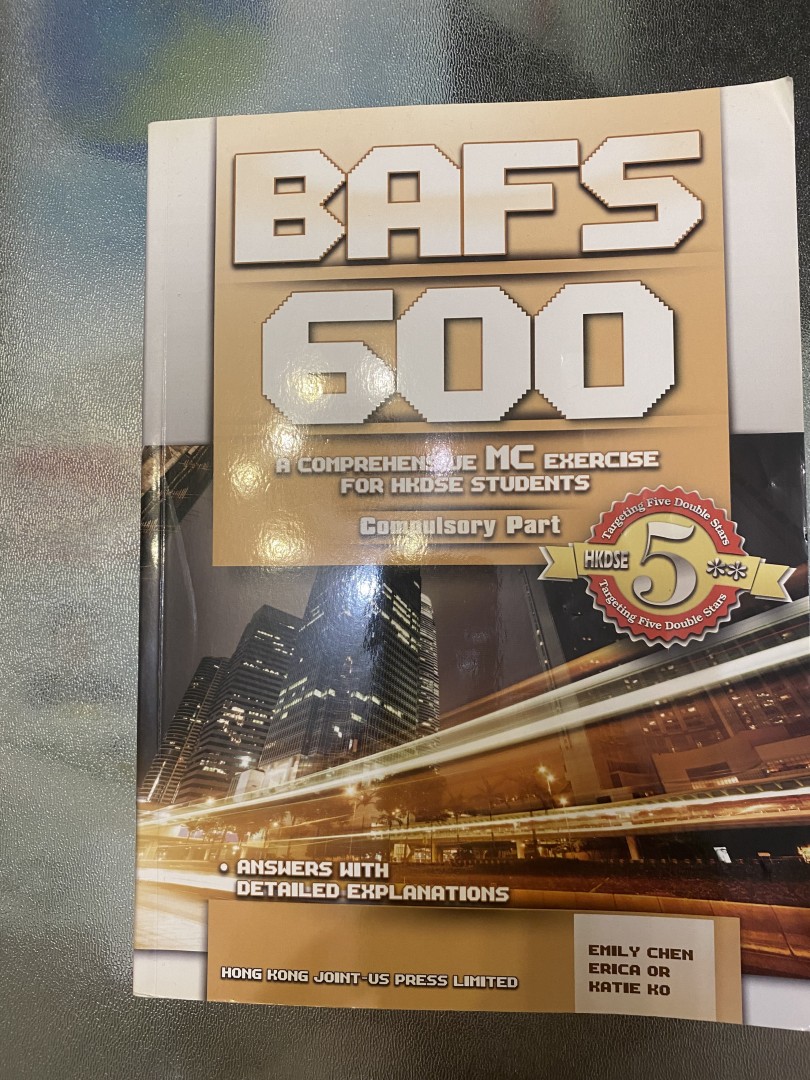 BAFS
600
A COMPREHENSIVE MC EXERCISE
FOR HKDSE STUDENTS
Compulsory Part
Targeting Five Double Stars
HKDSE 5**
Targeting Five Double Stars
• ANSWERS WITH
DETAILED EXPLANATIONS
HONG KONG JOINT-US PRESS LIMITED
EMILY CHEN
ERICA OR
KATIE KO